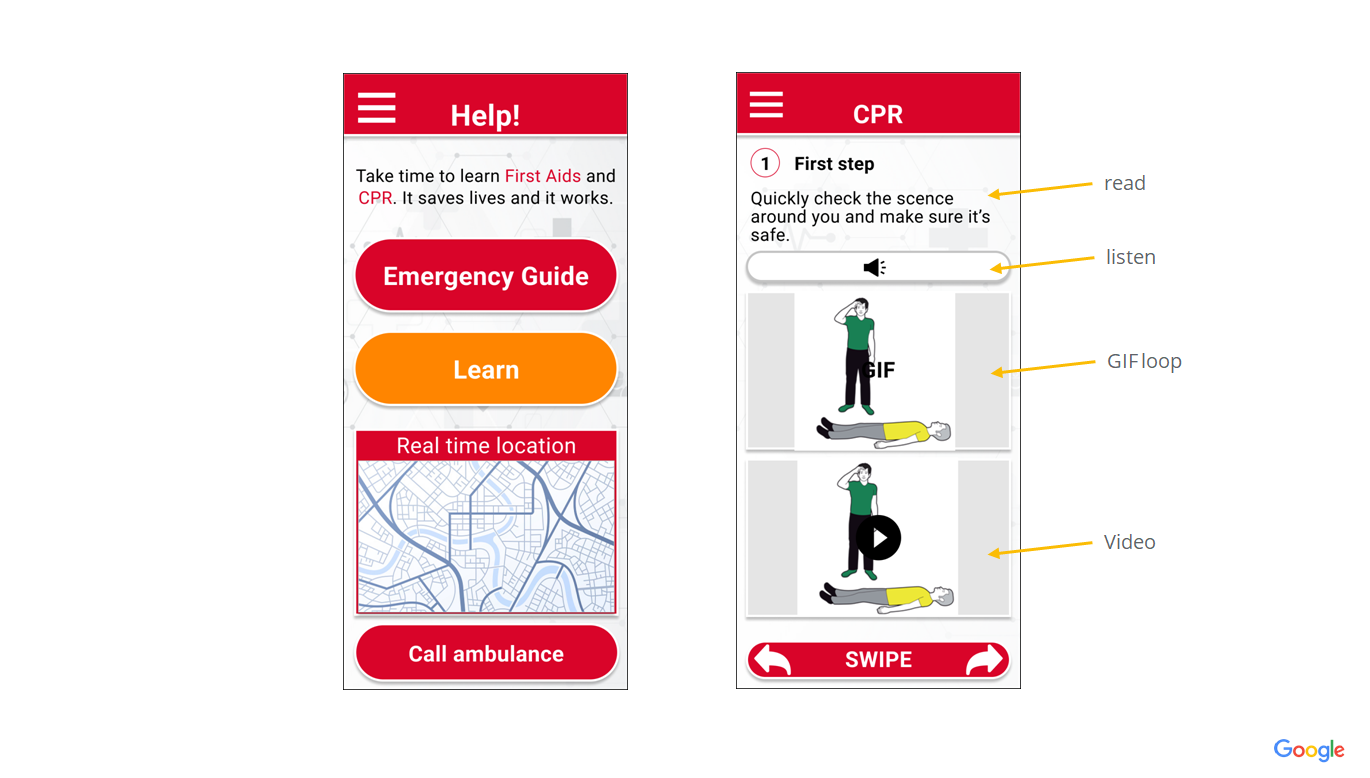 Help!
Take time to learn First Aids and
CPR. It saves lives and it works.
Emergency Guide
Learn
Real time location
Call ambulance
CPR
1 First step
Quickly check the scence
around you and make sure it's
safe.
GIF
SWIPE
read
listen
GIF loop
Video
Google